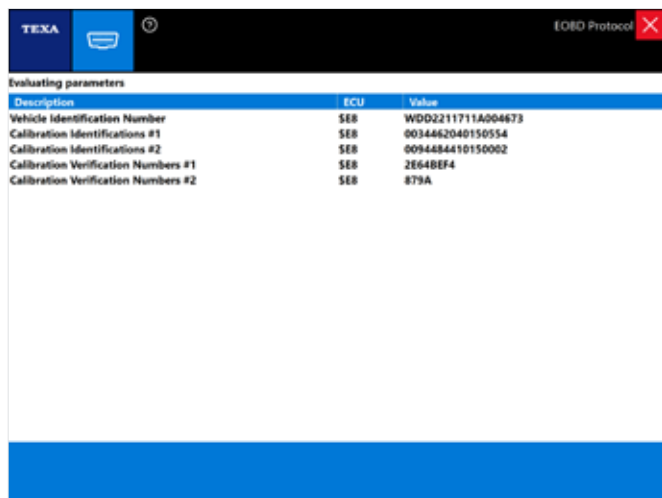 TEXA
EOBD Protocol
Evaluating parameters
Description ECU Value
Vehicle Identification Number $E8 WDD2211711A004673
Calibration Identifications #1 $E8 0034462040150554
Calibration Identifications #2 $E8 0094484410150002
Calibration Verification Numbers #1 $E8 2E64BEF4
Calibration Verification Numbers #2 $E8 879A